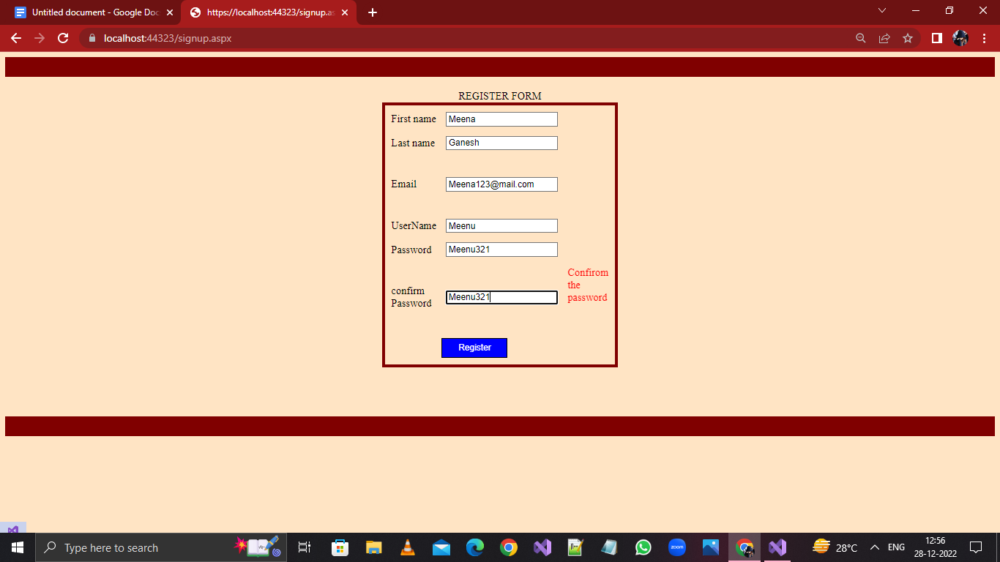 Untitled document - Google Doc
https://localhost:44323/signup.as
localhost:44323/signup.aspx
REGISTER FORM
First name Meena
Last name Ganesh
Email Meena123@mail.com
UserName Meenu
Password Meenu321
Confirom
the
password
confirm
Password
Meenu321
Register
Type here to search
zoom
28°C
ENG
12:56
28-12-2022